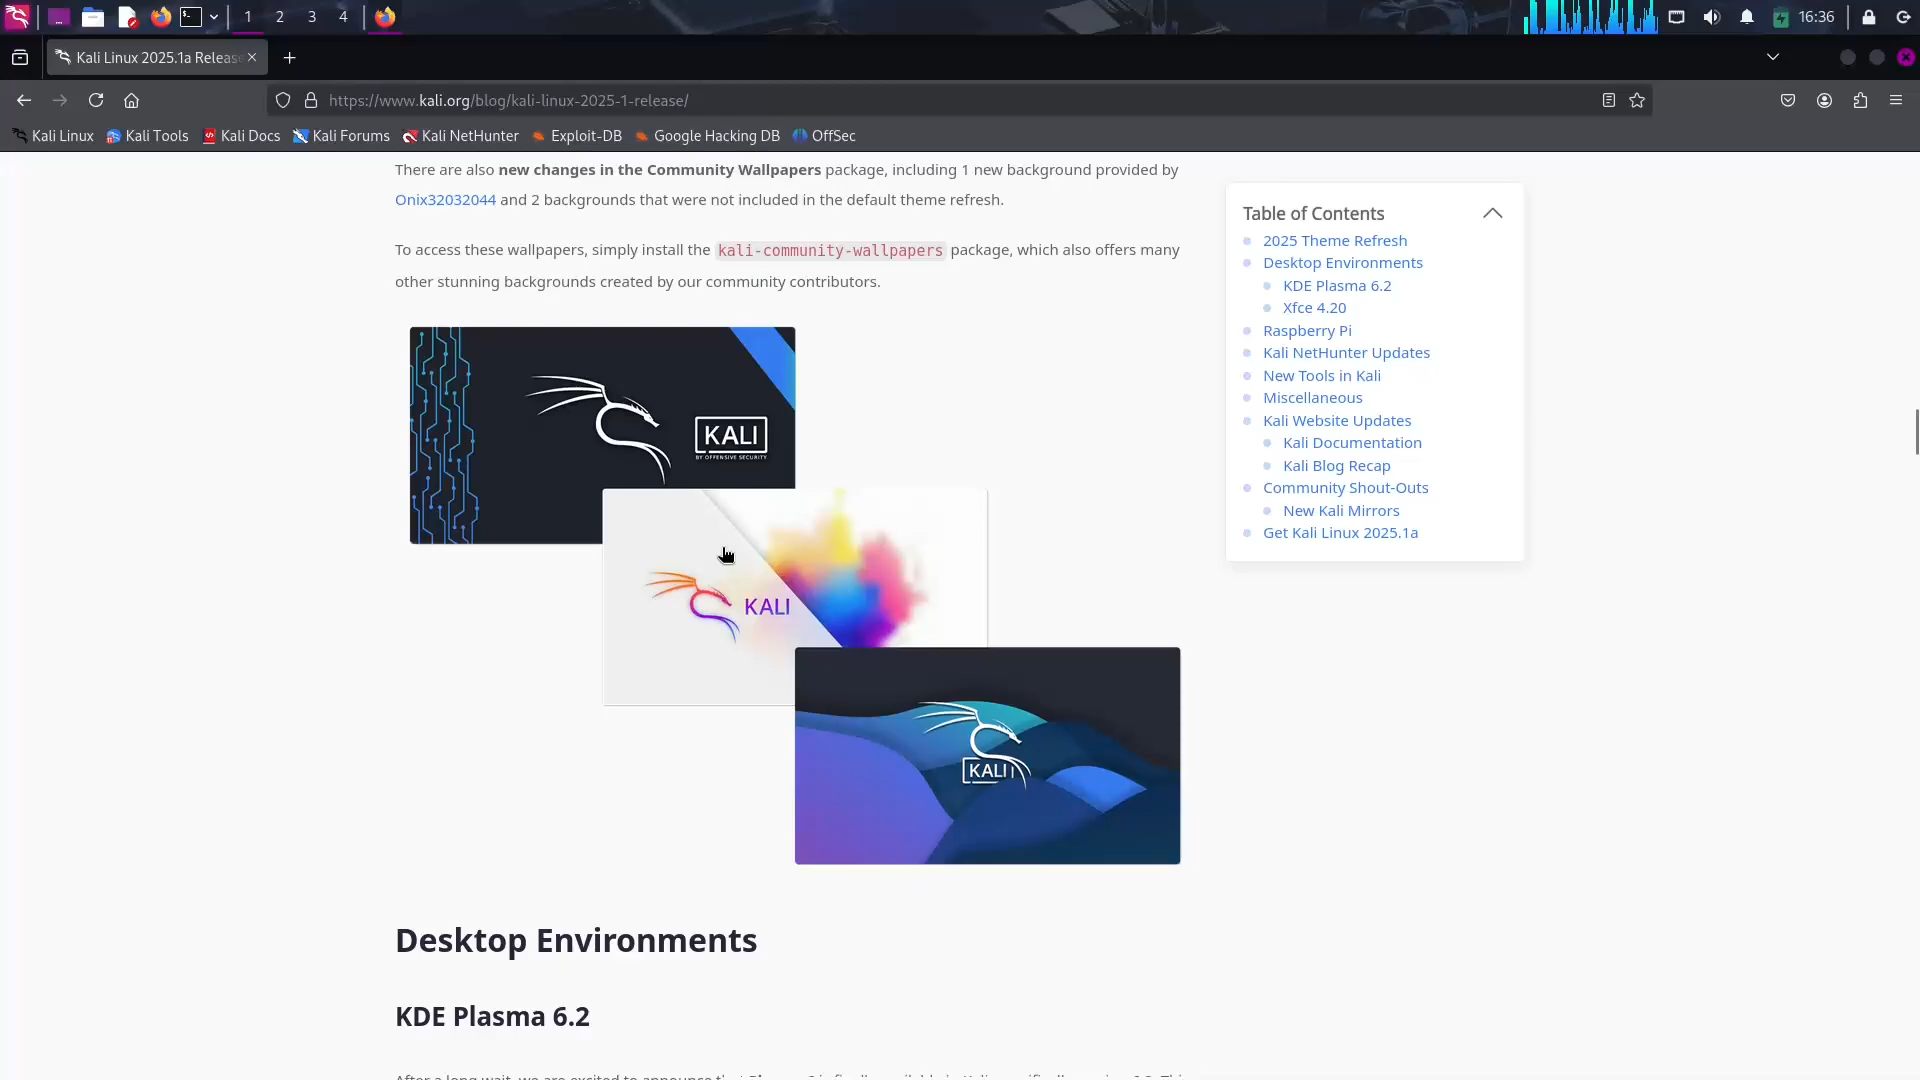 1 2 3 4
16:36
Kali Linux 2025.1a Releas
https://www.kali.org/blog/kali-linux-2025-1-release/
Kali Linux Kali Tools Kali Docs Kali Forums Kali NetHunter Exploit-DB Google Hacking DB OffSec
There are also new changes in the Community Wallpapers package, including 1 new background provided by
Onix32032044 and 2 backgrounds that were not included in the default theme refresh.
To access these wallpapers, simply install the kali-community-wallpapers package, which also offers many
other stunning backgrounds created by our community contributors.
KALI
BY OFFENSIVE SECURITY
KALI
KALI
Desktop Environments
KDE Plasma 6.2
Table of Contents
2025 Theme Refresh
Desktop Environments
KDE Plasma 6.2
Xfce 4.20
Raspberry Pi
Kali NetHunter Updates
New Tools in Kali
Miscellaneous
Kali Website Updates
Kali Documentation
Kali Blog Recap
Community Shout-Outs
New Kali Mirrors
Get Kali Linux 2025.1a